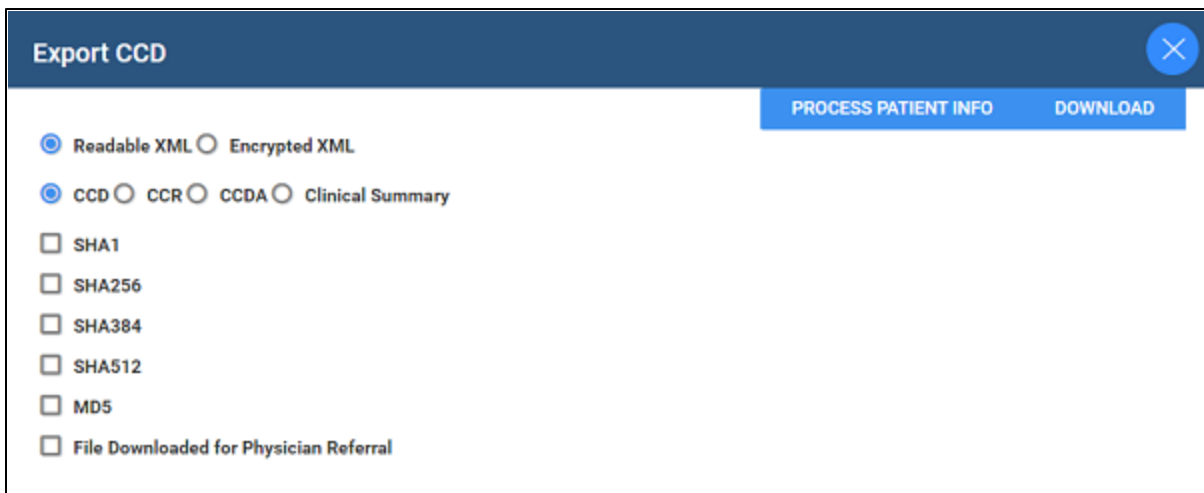 Export CCD
PROCESS PATIENT INFO DOWNLOAD
Readable XML Encrypted XML
CCD CCR CCDA Clinical Summary
SHA1
SHA256
SHA384
SHA512
MD5
File Downloaded for Physician Referral